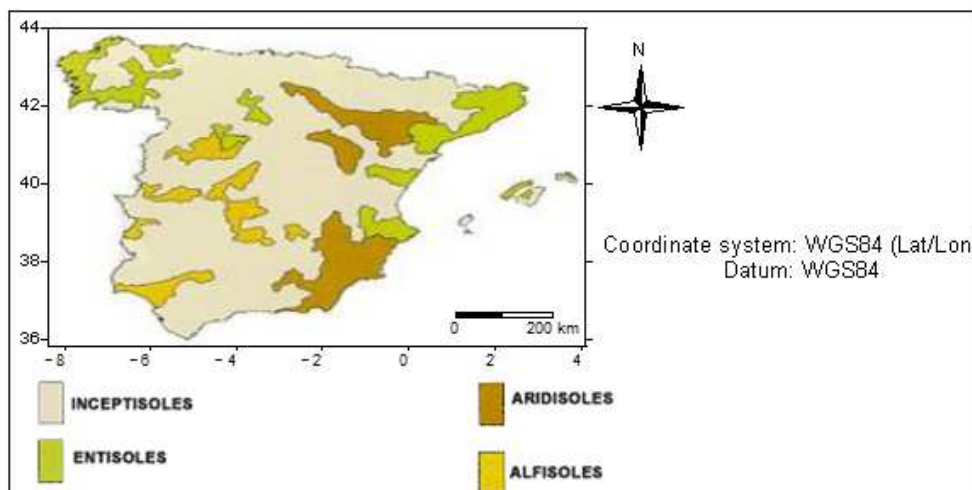 44
N
42
40
Coordinate system: WGS84 (Lat/Lon
38
Datum: WGS84
0 200 km
36
-8 -6 -4 -2 0 2 4
INCEPTISOLES
ARIDISOLES
ENTISOLES
ALFISOLES